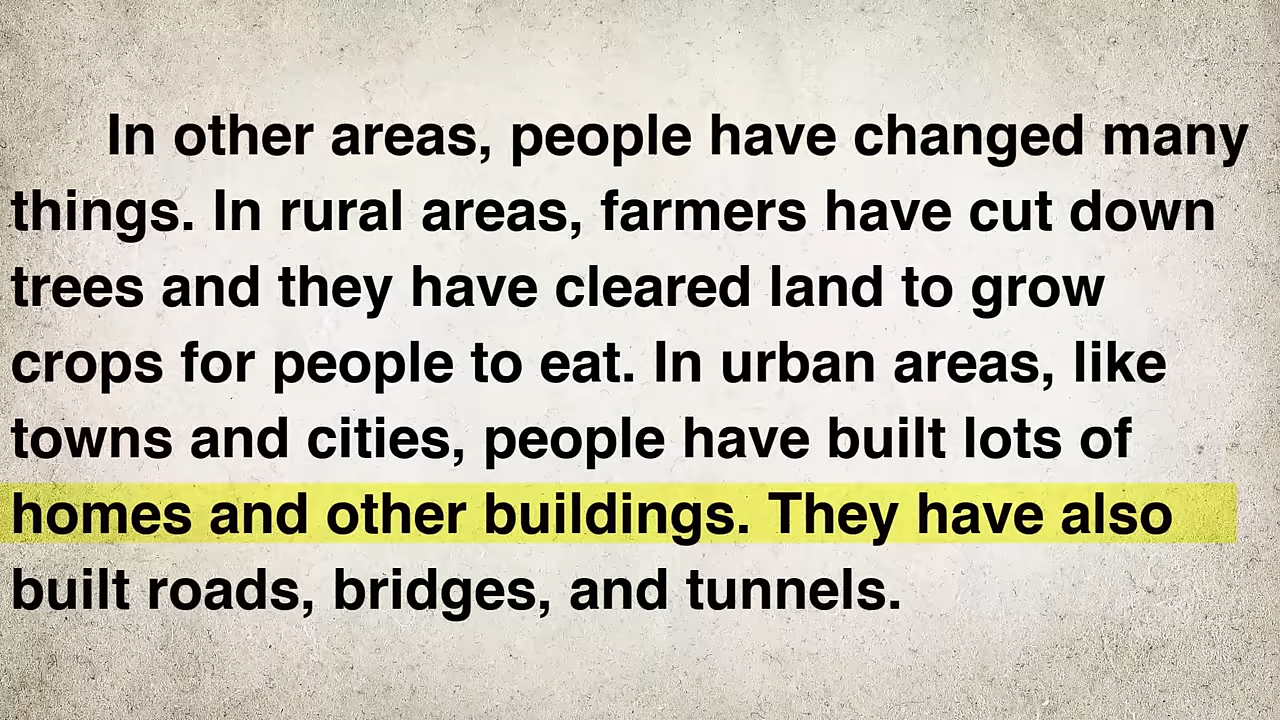 In other areas, people have changed many
things. In rural areas, farmers have cut down
trees and they have cleared land to grow
crops for people to eat. In urban areas, like
towns and cities, people have built lots of
homes and other buildings. They have also
built roads, bridges, and tunnels.